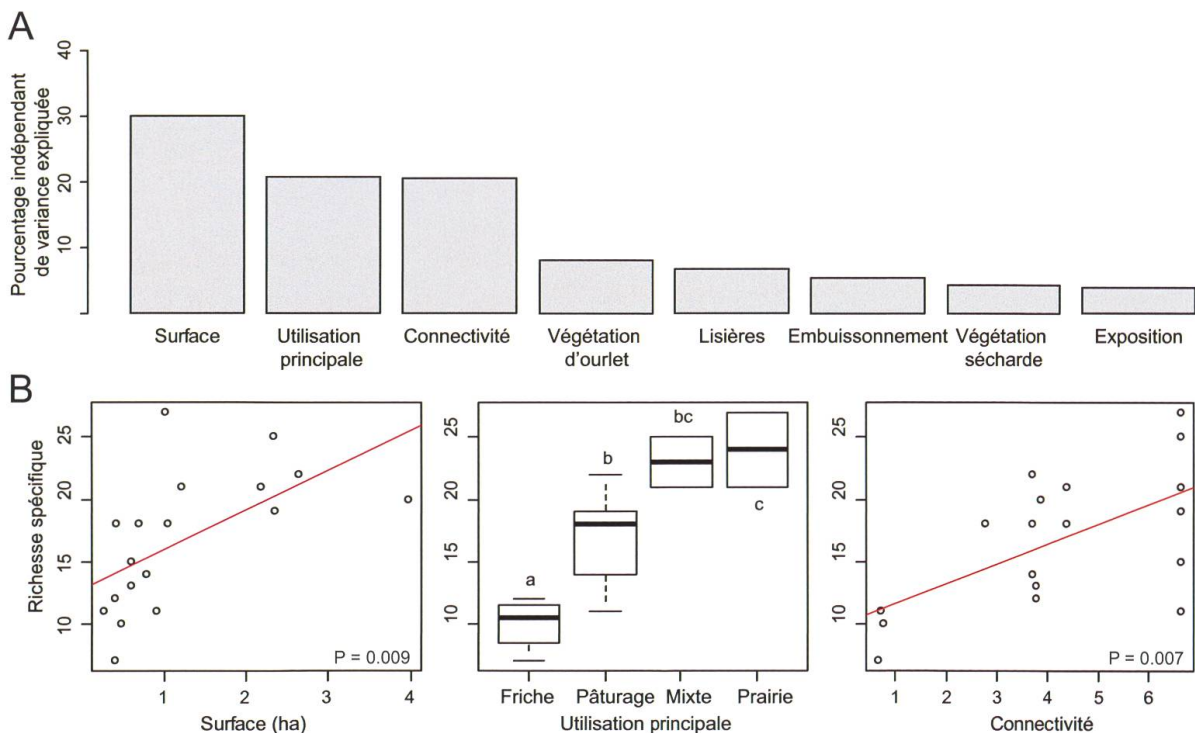 A
Pourcentage indépendant
de variance expliquée
40
30
20
10
Surface
Utilisation
principale
Connectivité
Végétation
d'ourlet
Lisières
Embuissonnement
Végétation
sécharde
Exposition
B
Richesse spécifique
25
20
15
10
P = 0.009
1
2
3
4
Surface (ha)
25
20
15
10
a
b
bc
c
Friche
Pâturage
Mixte
Prairie
Utilisation principale
25
20
15
10
P = 0.007
1
2
3
4
5
6
Connectivité